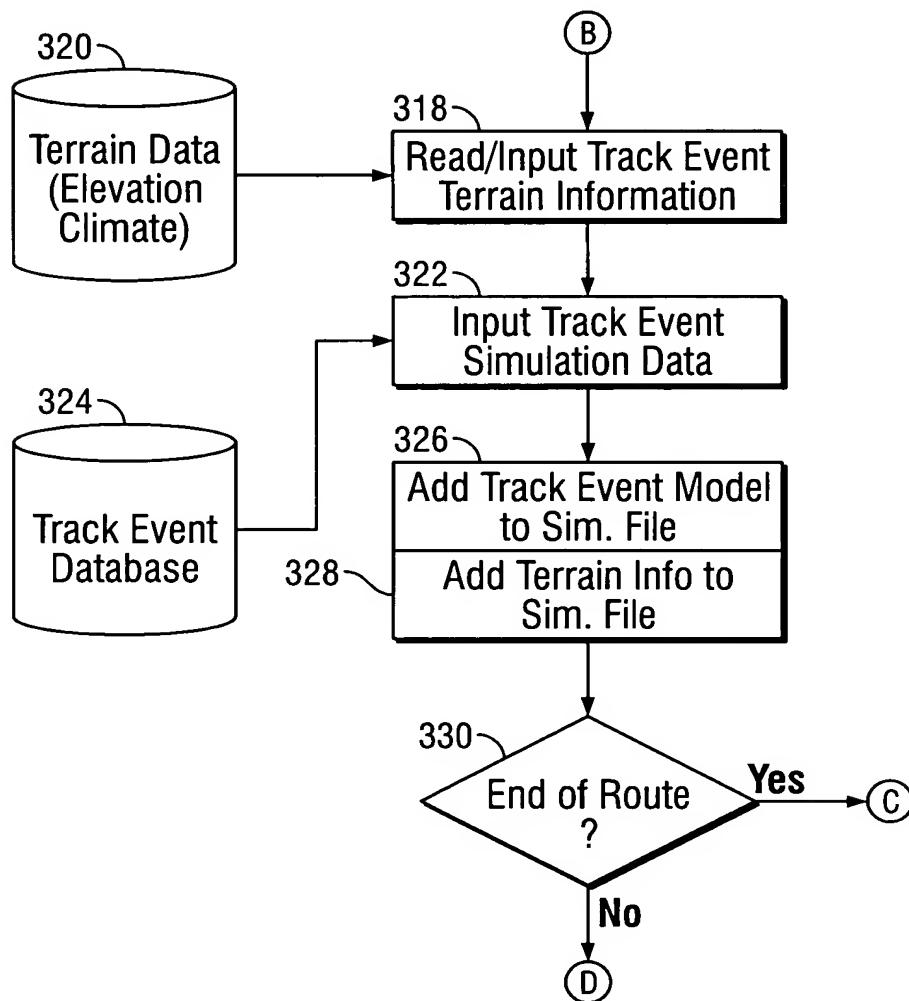 B
320
318
Terrain Data
(Elevation
Climate)
Read/Input Track Event
Terrain Information
322
Input Track Event
Simulation Data
324
Track Event
Database
326
Add Track Event Model
to Sim. File
328
Add Terrain Info to
Sim. File
330
End of Route
?
Yes
C
No
D